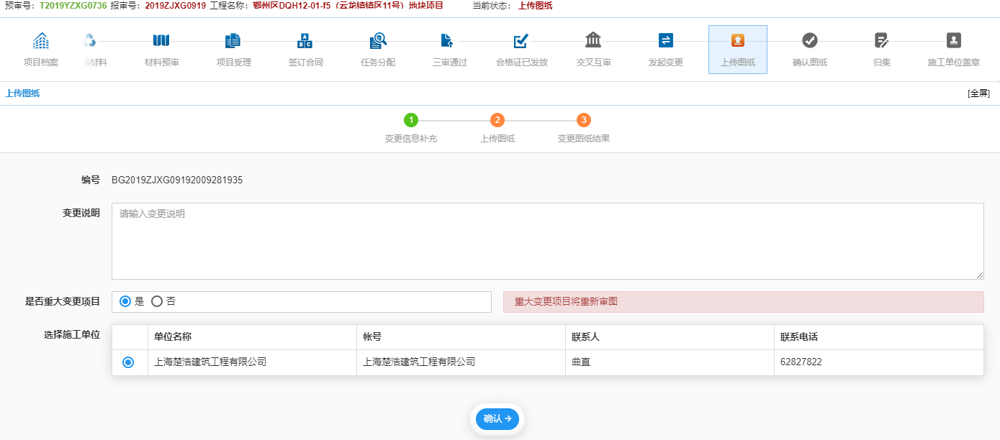 预审号: T2019YZXG0736 报审号: 2019ZJXG0919 工程名称: 鄞州区DQH12-01-f5（云龙镇镇区11号）地块项目 当前状态: 上传图纸
项目档案 材料 材料预审 项目受理 签订合同 任务分配 三审通过 合格证已发放 交叉互审 发起变更 上传图纸 确认图纸 归集 施工单位盖章
上传图纸 [全屏]
1 2 3
变更信息补充 上传图纸 变更图纸结果
编号 BG2019ZJXG09192009281935
变更说明 请输入变更说明
是否重大变更项目 是 否 重大变更项目将重新审图
选择施工单位 单位名称 帐号 联系人 联系电话
上海楚浩建筑工程有限公司 上海楚浩建筑工程有限公司 曲直 62827822
确认